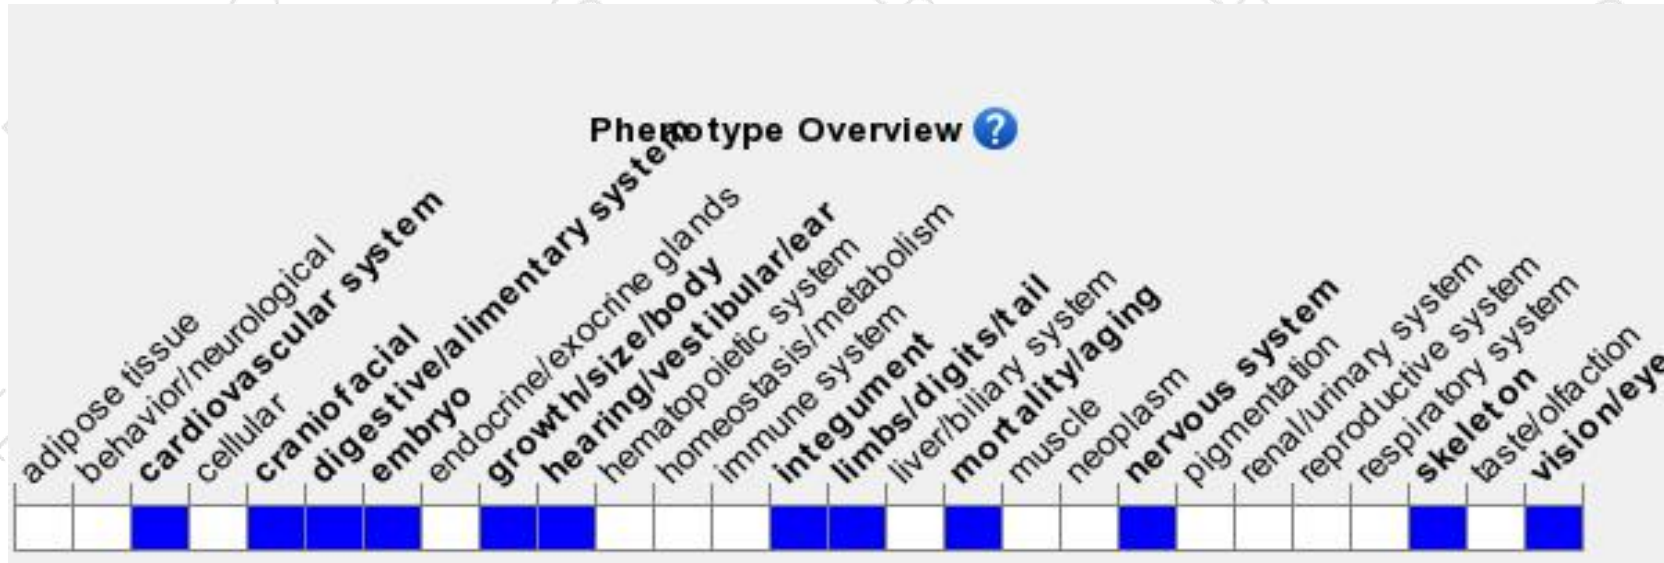 Phenotype Overview ?
adipose tissue
behavior/neurological
cardiovascular system
cellular
craniofacial
digestive/alimentary system
embryo
endocrine/exocrine glands
growth/size/body
hearing/vestibular/ear
hematopoietic system
homeostasis/metabolism
immune system
integument
limbs/digits/tail
liver/biliary system
mortality/aging
muscle
neoplasm
nervous system
pigmentation
renal/urinary system
reproductive system
respiratory system
skeleton
taste/olfaction
vision/eye